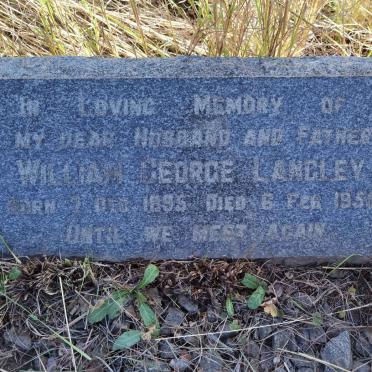 In Loving Memory of
My Dear Husband and Father
William George Langley
Born 7 Dec 1895 Died 6 Feb
Until we meet again